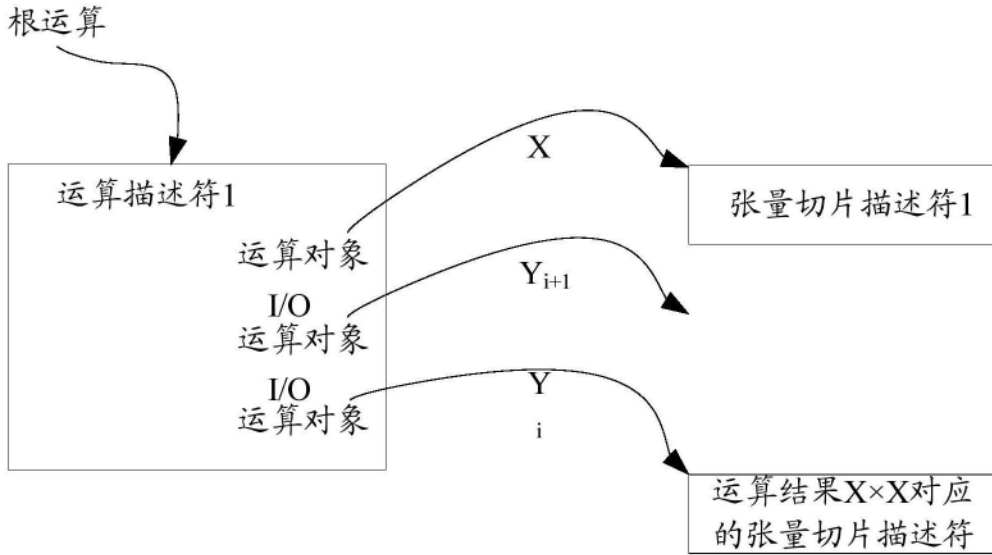 根运算
运算描述符1
运算对象
I/O
运算对象
I/O
运算对象
X
Yi+1
Y
i
张量切片描述符1
运算结果X×X对应
的张量切片描述符